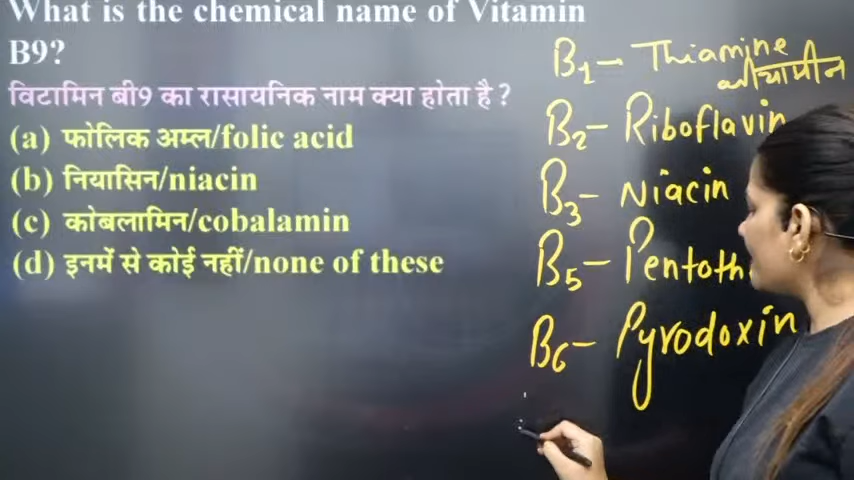 What is the chemical name of Vitamin
B9?
विटामिन बी9 का रासायनिक नाम क्या होता है ?
(a) फोलिक अम्ल/folic acid
(b) नियासिन/niacin
(c) कोबलामिन/cobalamin
(d) इनमें से कोई नहीं/none of these
B1 - Thiamine
B2 - Riboflavin
B3 - Niacin
B5 - Pentoth
B6 - Pyrodoxin